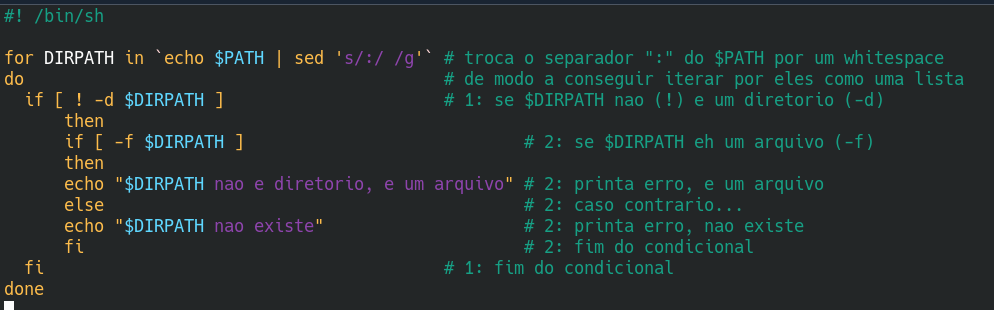 #! /bin/sh

for DIRPATH in `echo $PATH | sed 's/:/ /g'` # troca o separador ":" do $PATH por um whitespace
do                                          # de modo a conseguir iterar por eles como uma lista
  if [ ! -d $DIRPATH ]                      # 1: se $DIRPATH nao (!) e um diretorio (-d)
      then
      if [ -f $DIRPATH ]                            # 2: se $DIRPATH eh um arquivo (-f)
      then
      echo "$DIRPATH nao e diretorio, e um arquivo" # 2: printa erro, e um arquivo
      else                                          # 2: caso contrario...
      echo "$DIRPATH nao existe"                    # 2: printa erro, nao existe
      fi                                            # 2: fim do condicional
  fi                                        # 1: fim do condicional
done